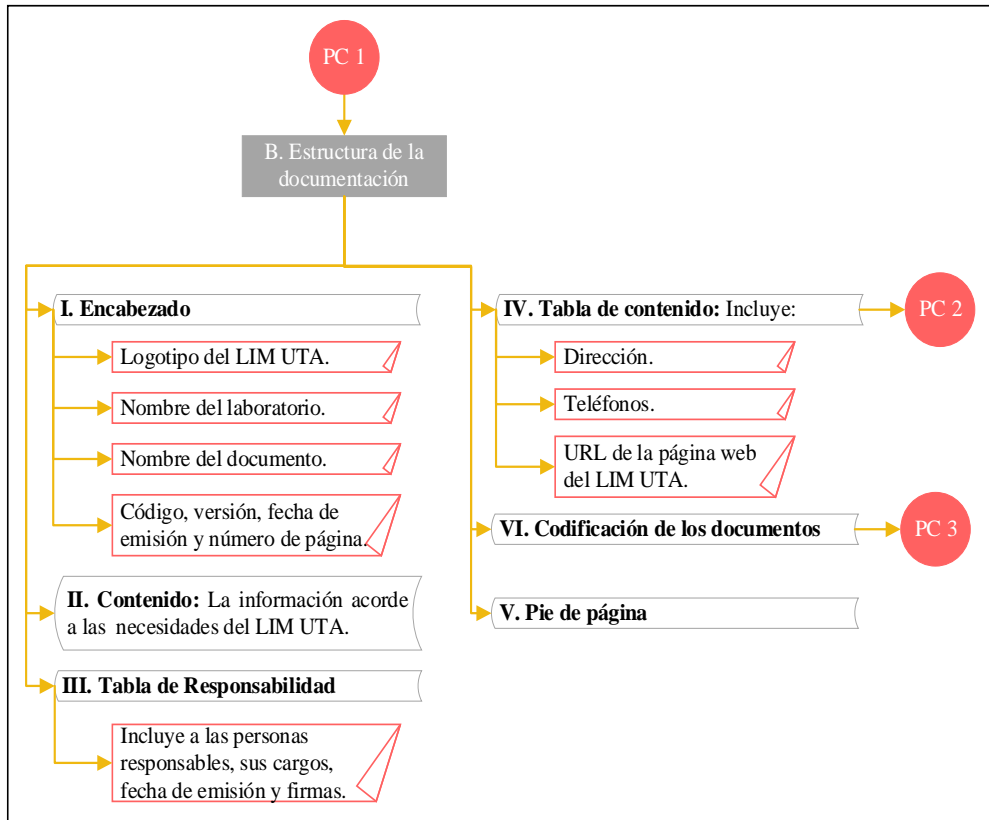 PC 1
B. Estructura de la
documentación
I. Encabezado
Logotipo del LIM UTA.
Nombre del laboratorio.
Nombre del documento.
Código, versión, fecha de
emisión y número de página.
II. Contenido: La información acorde
a las necesidades del LIM UTA.
III. Tabla de Responsabilidad
Incluye a las personas
responsables, sus cargos,
fecha de emisión y firmas.
IV. Tabla de contenido: Incluye:
PC 2
Dirección.
Teléfonos.
URL de la página web
del LIM UTA.
VI. Codificación de los documentos
PC 3
V. Pie de página